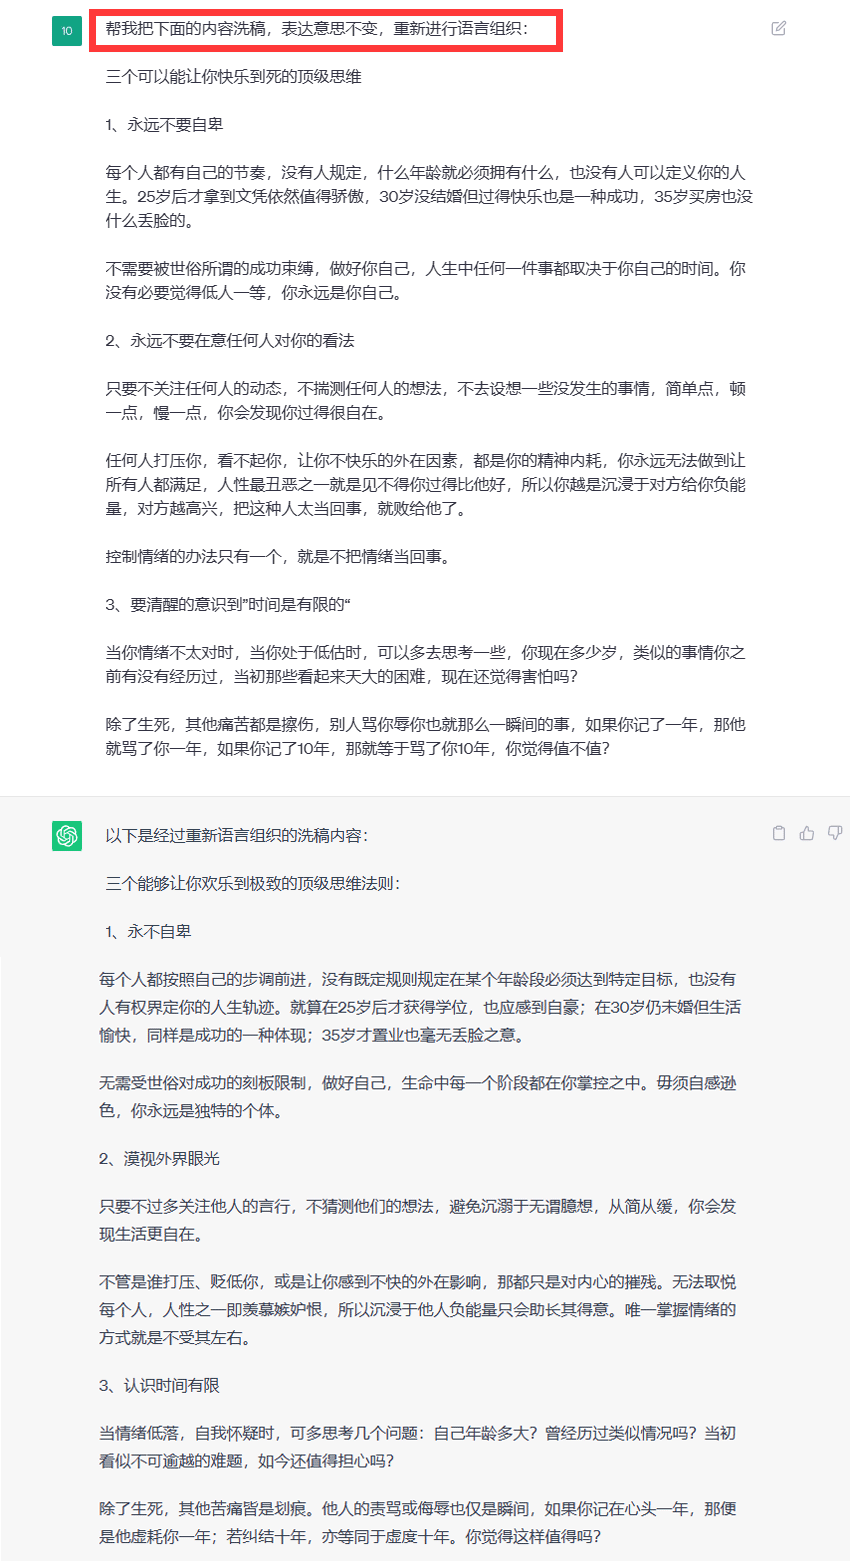 10
帮我把下面的内容洗稿，表达意思不变，重新进行语言组织：
三个可以能让你快乐到死的顶级思维
1、永远不要自卑
每个人都有自己的节奏，没有人规定，什么年龄就必须拥有什么，也没有人可以定义你的人
生。25岁后才拿到文凭依然值得骄傲，30岁没结婚但过得快乐也是一种成功，35岁买房也没
什么丢脸的。
不需要被世俗所谓的成功束缚，做好你自己，人生中任何一件事都取决于你自己的时间。你
没有必要觉得低人一等，你永远是你自己。
2、永远不要在意任何人对你的看法
只要不关注任何人的动态，不揣测任何人的想法，不去设想一些没发生的事情，简单点，顿
一点，慢一点，你会发现你过得很自在。
任何人打压你，看不起你，让你不快乐的外在因素，都是你的精神内耗，你永远无法做到让
所有人都满足，人性最丑恶之一就是见不得你过得比他好，所以你越是沉浸于对方给你负能
量，对方越高兴，把这种人太当回事，就败给他了。
控制情绪的办法只有一个，就是不把情绪当回事。
3、要清醒的意识到”时间是有限的“
当你情绪不太对时，当你处于低估时，可以多去思考一些，你现在多少岁，类似的事情你之
前有没有经历过，当初那些看起来天大的困难，现在还觉得害怕吗？
除了生死，其他痛苦都是擦伤，别人骂你辱你也就那么一瞬间的事，如果你记了一年，那他
就骂了你一年，如果你记了10年，那就等于骂了你10年，你觉得值不值？
以下是经过重新语言组织的洗稿内容：
三个能够让你欢乐到极致的顶级思维法则：
1、永不自卑
每个人都按照自己的步调前进，没有既定规则规定在某个年龄段必须达到特定目标，也没有
人有权界定你的人生轨迹。就算在25岁后才获得学位，也应感到自豪；在30岁仍未婚但生活
愉快，同样是成功的一种体现；35岁才置业也毫无丢脸之意。
无需受世俗对成功的刻板限制，做好自己，生命中每一个阶段都在你掌控之中。毋须自感逊
色，你永远是独特的个体。
2、漠视外界眼光
只要不过多关注他人的言行，不猜测他们的想法，避免沉溺于无谓臆想，从简从缓，你会发
现生活更自在。
不管是谁打压、贬低你，或是让你感到不快的外在影响，那都只是对内心的摧残。无法取悦
每个人，人性之一即羡慕嫉妒恨，所以沉浸于他人负能量只会助长其得意。唯一掌握情绪的
方式就是不受其左右。
3、认识时间有限
当情绪低落，自我怀疑时，可多思考几个问题：自己年龄多大？曾经历过类似情况吗？当初
看似不可逾越的难题，如今还值得担心吗？
除了生死，其他苦痛皆是划痕。他人的责骂或侮辱也仅是瞬间，如果你记在心头一年，那便
是他虚耗你一年；若纠结十年，亦等同于虚度十年。你觉得这样值得吗？